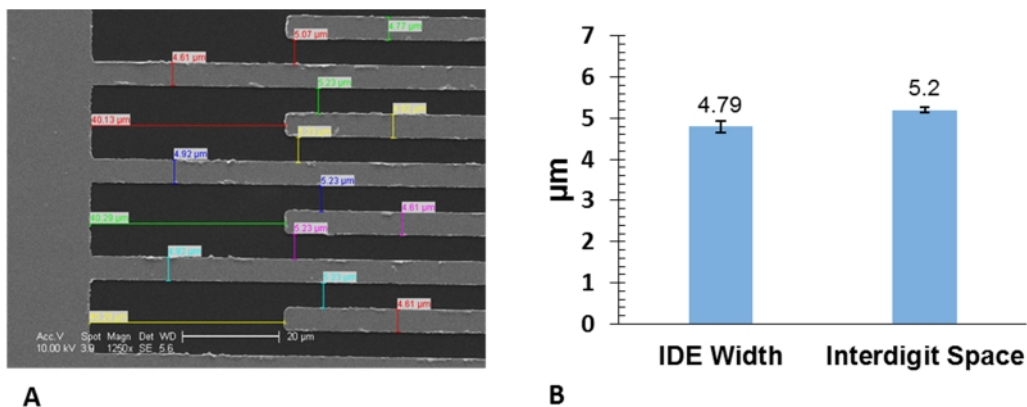 4.77 µm
5.07 µm
4.61 µm
5.23 µm
40.13 µm
4.92 µm
5.23 µm
40.29 µm
4.61 µm
5.23 µm
4.92 µm
5.23 µm
4.61 µm
Acc.V Spot Magn Det WD 20 µm
10.00 kV 3.0 1250x SE 5.6
A
7
6
5
4
3
2
1
0
µm
4.79
5.2
IDE Width Interdigit Space
B